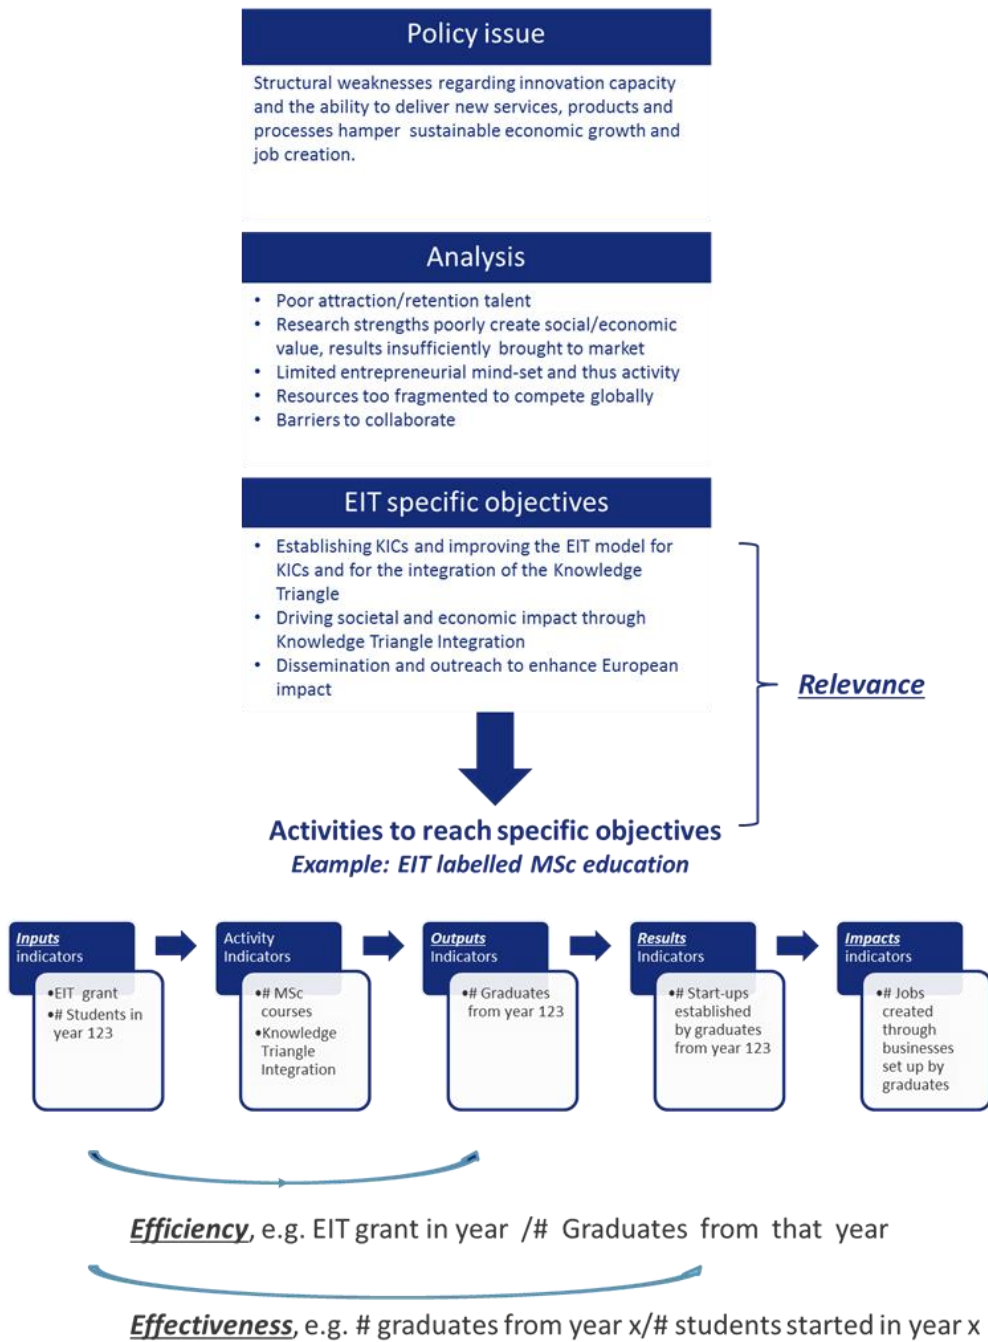 Policy issue
Structural weaknesses regarding innovation capacity
and the ability to deliver new services, products and
processes hamper sustainable economic growth and
job creation.
Analysis
• Poor attraction/retention talent
• Research strengths poorly create social/economic
value, results insufficiently brought to market
• Limited entrepreneurial mind-set and thus activity
• Resources too fragmented to compete globally
• Barriers to collaborate
EIT specific objectives
• Establishing KICs and improving the EIT model for
KICs and for the integration of the Knowledge
Triangle
• Driving societal and economic impact through
Knowledge Triangle Integration
• Dissemination and outreach to enhance European
impact
Relevance
Activities to reach specific objectives
Example: EIT labelled MSc education
Inputs
indicators
•EIT grant
•# Students in
year 123
Activity
Indicators
•# MSc
courses
•Knowledge
Triangle
Integration
Outputs
Indicators
•# Graduates
from year 123
Results
Indicators
•# Start-ups
established
by graduates
from year 123
Impacts
indicators
•# Jobs
created
through
businesses
set up by
graduates
Efficiency, e.g. EIT grant in year /# Graduates from that year
Effectiveness, e.g. # graduates from year x/# students started in year x